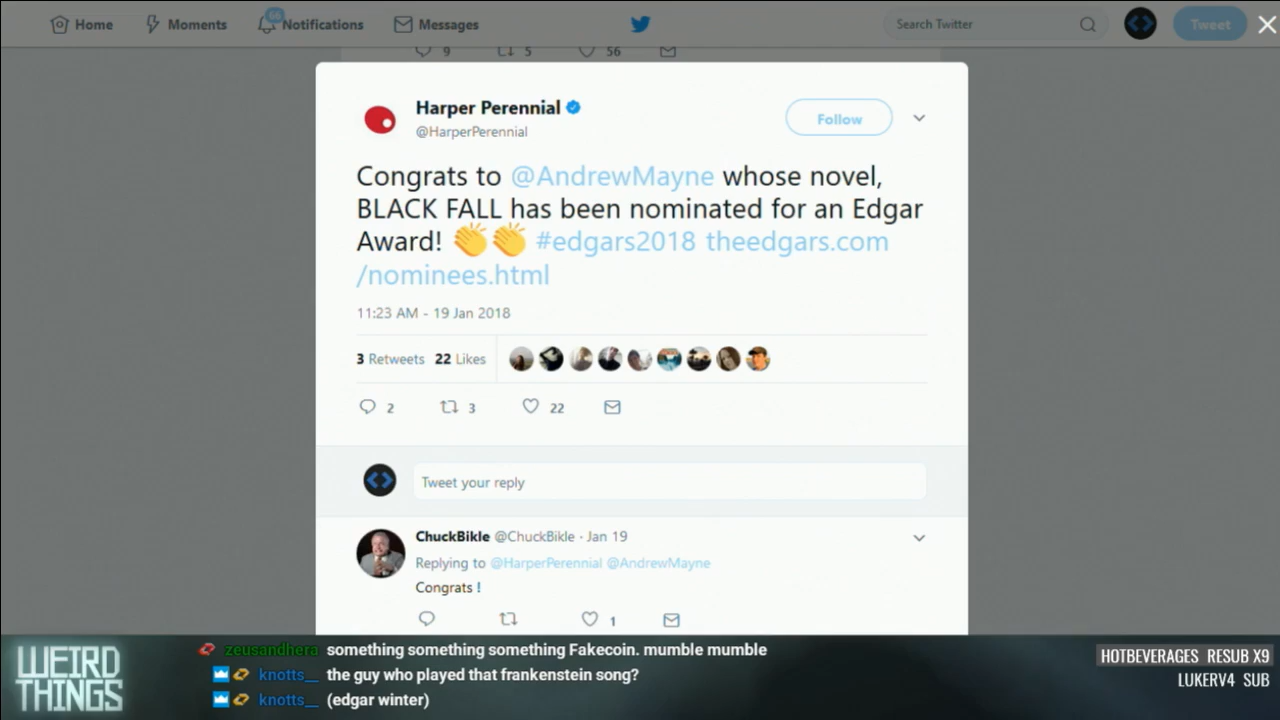 Home Moments 66 Notifications Messages Search Twitter Tweet
9 5 56
Harper Perennial
@HarperPerennial
Follow
Congrats to @AndrewMayne whose novel,
BLACK FALL has been nominated for an Edgar
Award! 👏👏 #edgars2018 theedgars.com
/nominees.html
11:23 AM - 19 Jan 2018
3 Retweets 22 Likes
2 3 22
Tweet your reply
ChuckBikle @ChuckBikle · Jan 19
Replying to @HarperPerennial @AndrewMayne
Congrats !
1
WEIRD
THINGS
zeusandhera something something something Fakecoin. mumble mumble
knotts__ the guy who played that frankenstein song?
knotts__ (edgar winter)
HOTBEVERAGES RESUB X9
LUKERV4 SUB